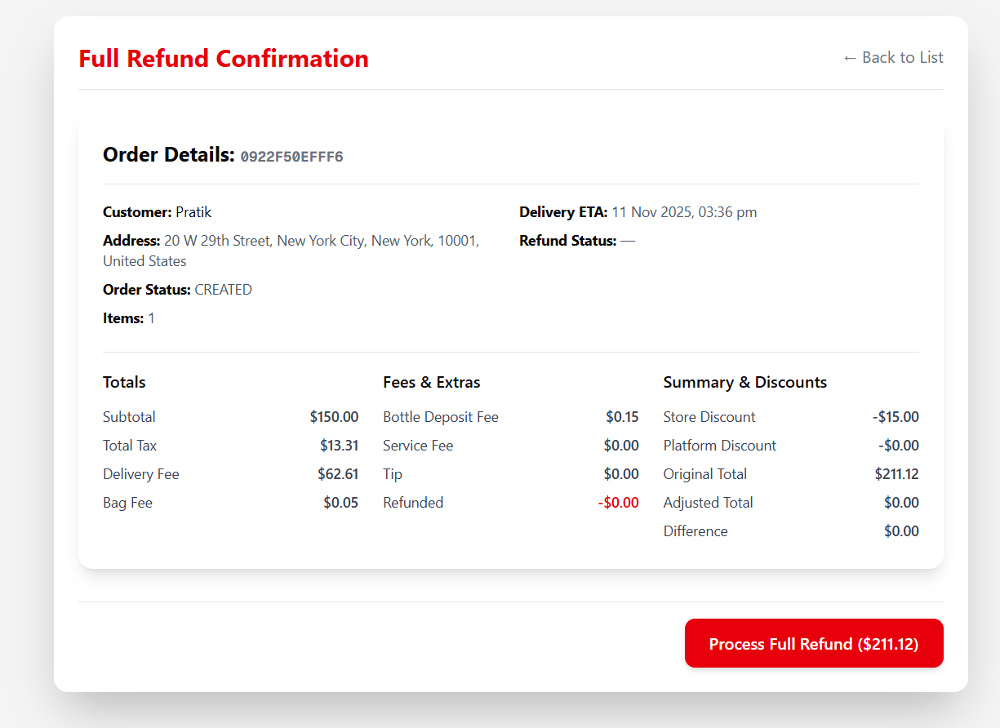 Full Refund Confirmation
← Back to List
Order Details: 0922F50EFFF6
Customer: Pratik
Delivery ETA: 11 Nov 2025, 03:36 pm
Address: 20 W 29th Street, New York City, New York, 10001,
United States
Refund Status: —
Order Status: CREATED
Items: 1
Totals
Subtotal $150.00
Total Tax $13.31
Delivery Fee $62.61
Bag Fee $0.05
Fees & Extras
Bottle Deposit Fee $0.15
Service Fee $0.00
Tip $0.00
Refunded -$0.00
Summary & Discounts
Store Discount -$15.00
Platform Discount -$0.00
Original Total $211.12
Adjusted Total $0.00
Difference $0.00
Process Full Refund ($211.12)